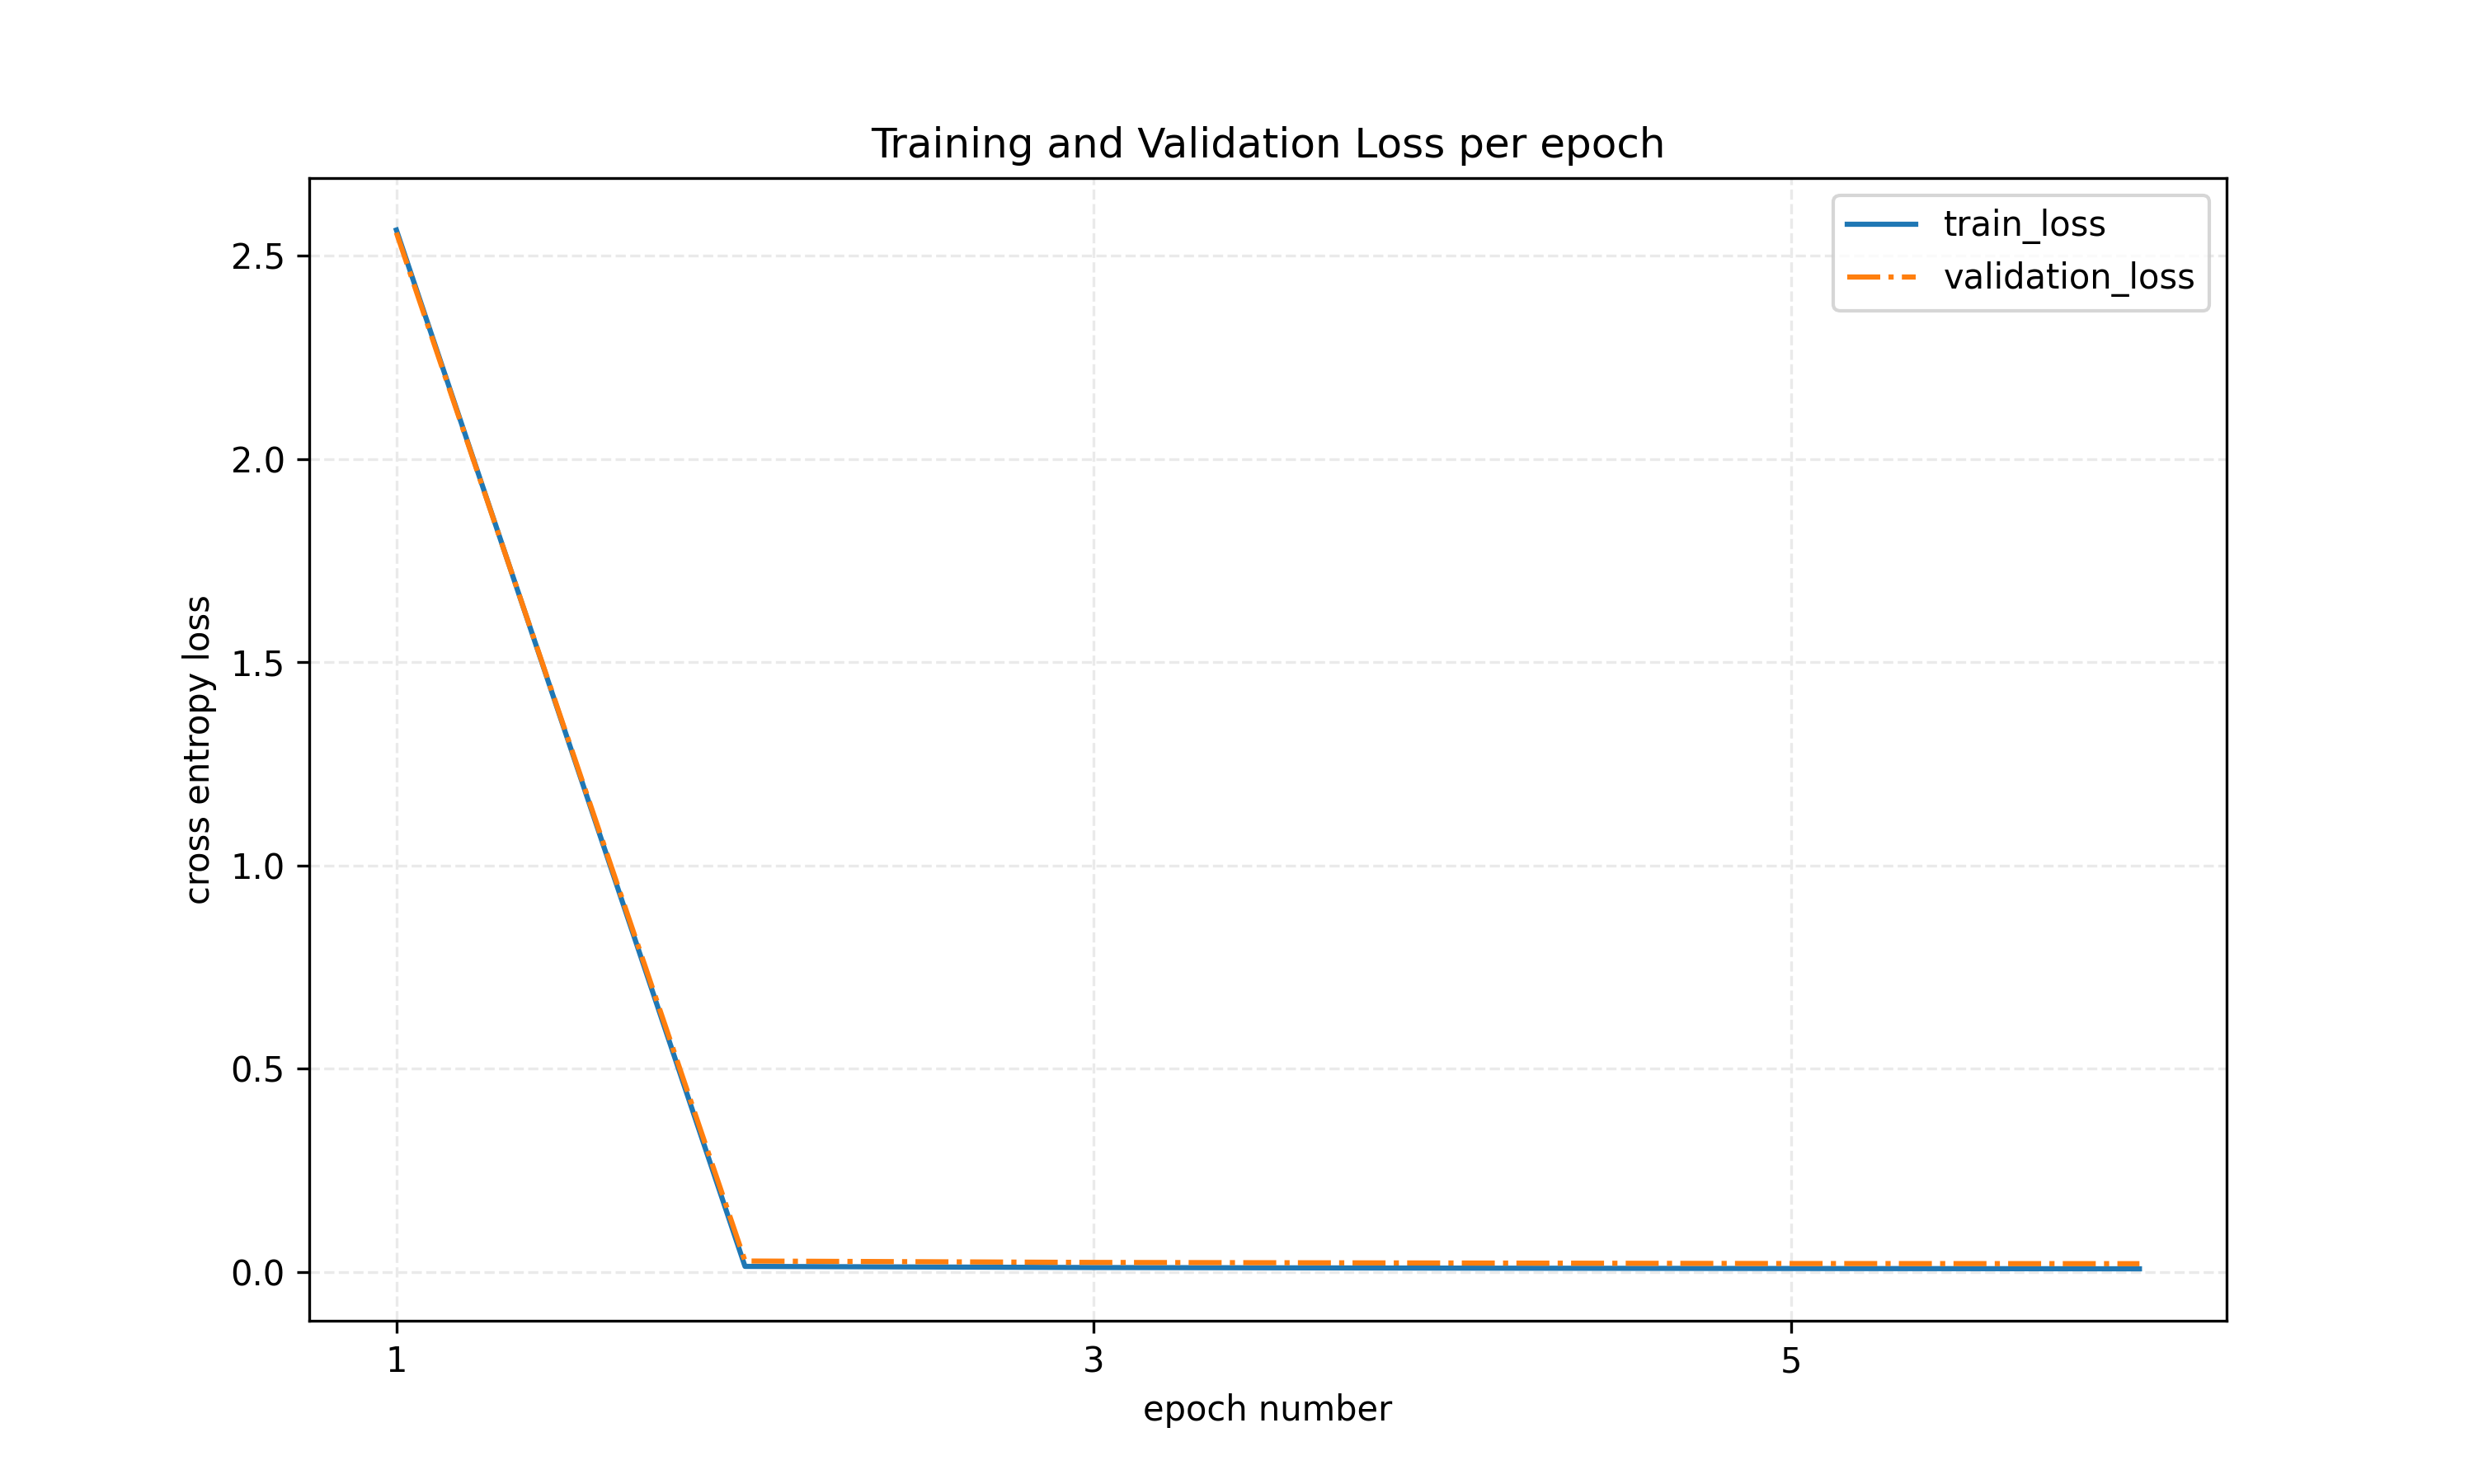 Training and Validation Loss per epoch
train_loss
validation_loss
cross entropy loss
2.5
2.0
1.5
1.0
0.5
0.0
1
3
5
epoch number